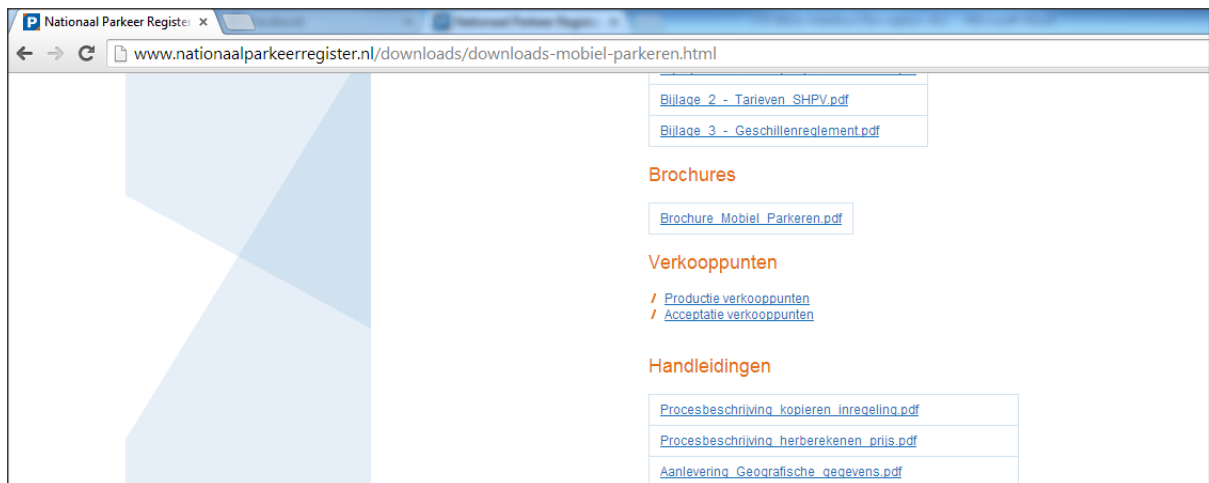 P Nationaal Parkeer Registe
www.nationaalparkeerregister.nl/downloads/downloads-mobiel-parkeren.html
Bijlage_2_-_Tarieven_SHPV.pdf
Bijlage_3_-_Geschillenreglement.pdf
Brochures
Brochure_Mobiel_Parkeren.pdf
Verkooppunten
/ Productie verkooppunten
/ Acceptatie verkooppunten
Handleidingen
Procesbeschrijving_kopieren_inregeling.pdf
Procesbeschrijving_herberekenen_prijs.pdf
Aanlevering_Geografische_gegevens.pdf